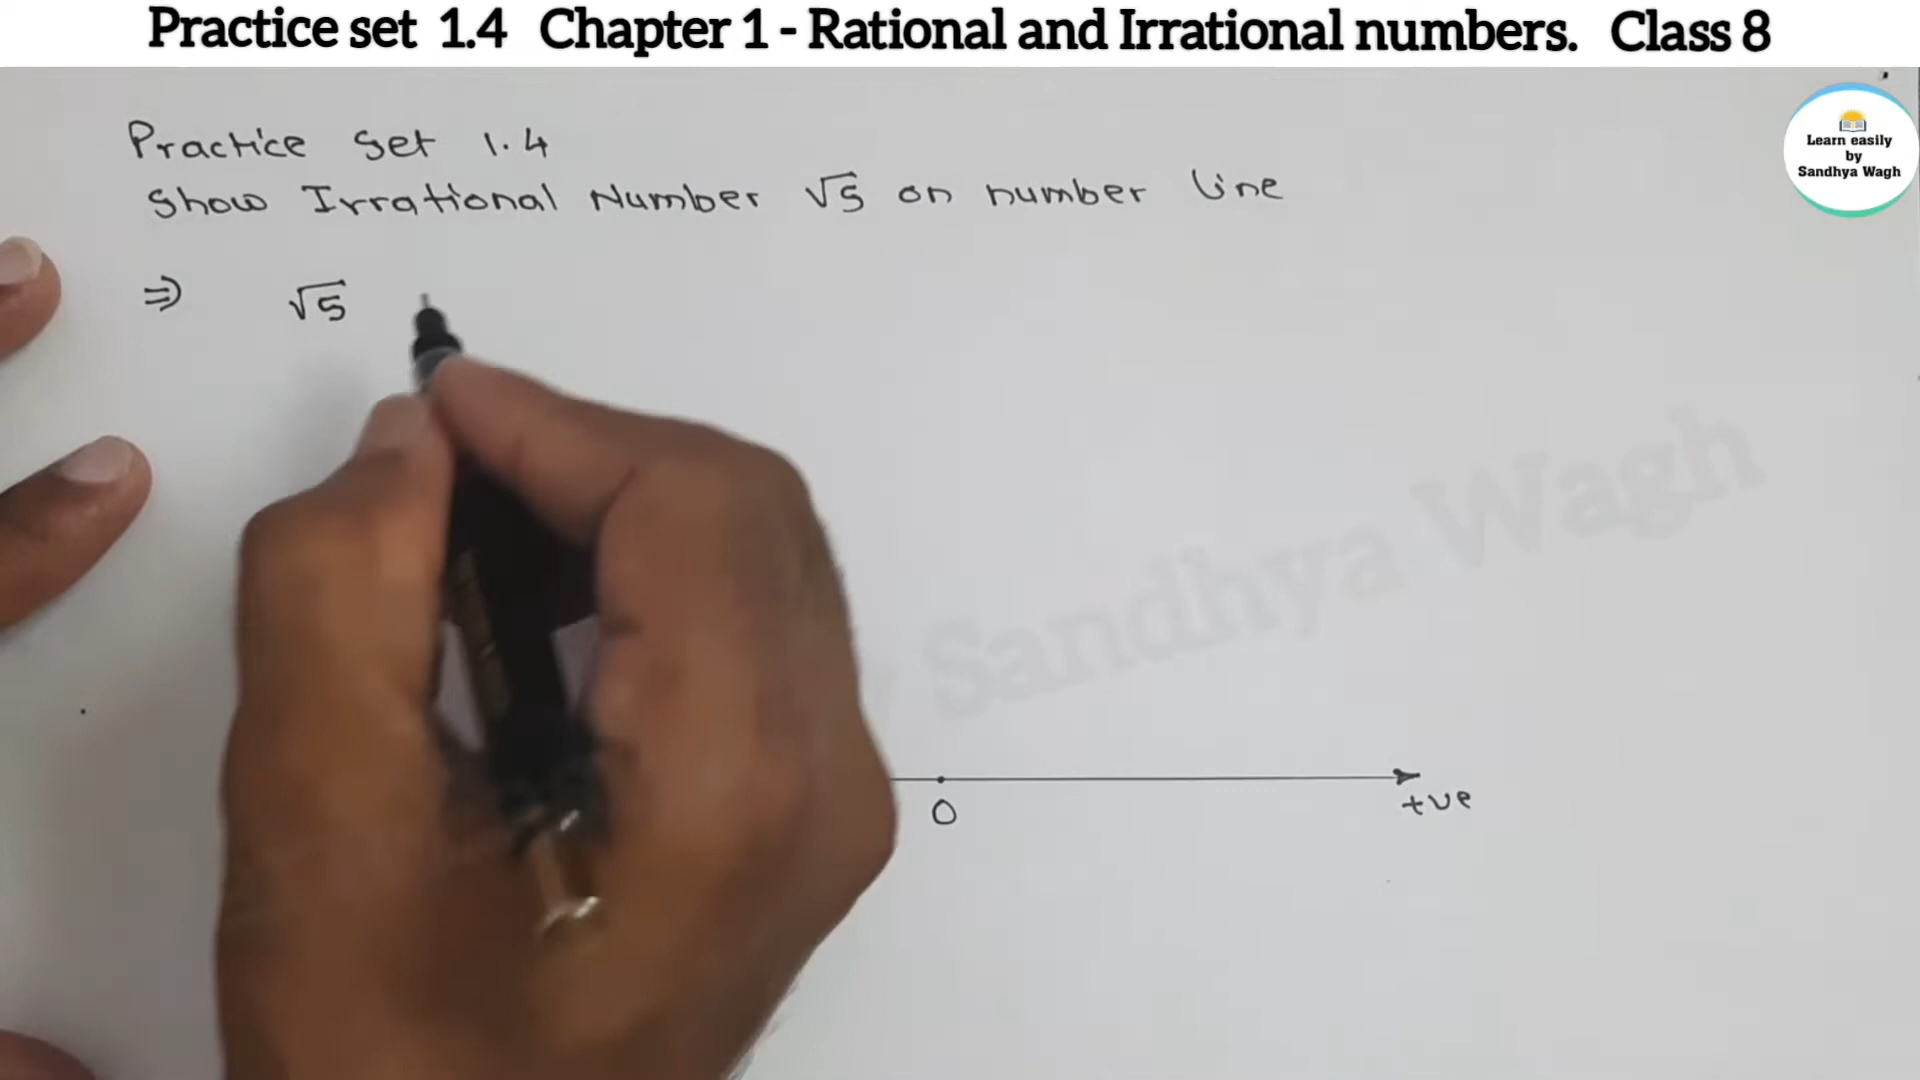 Practice set 1.4 Chapter 1 - Rational and Irrational numbers. Class 8
Learn easily
by
Sandhya Wagh
Practice set 1.4
Show Irrational Number √5 on number line
⇒ √5
Sandhya Wagh
0
+ve